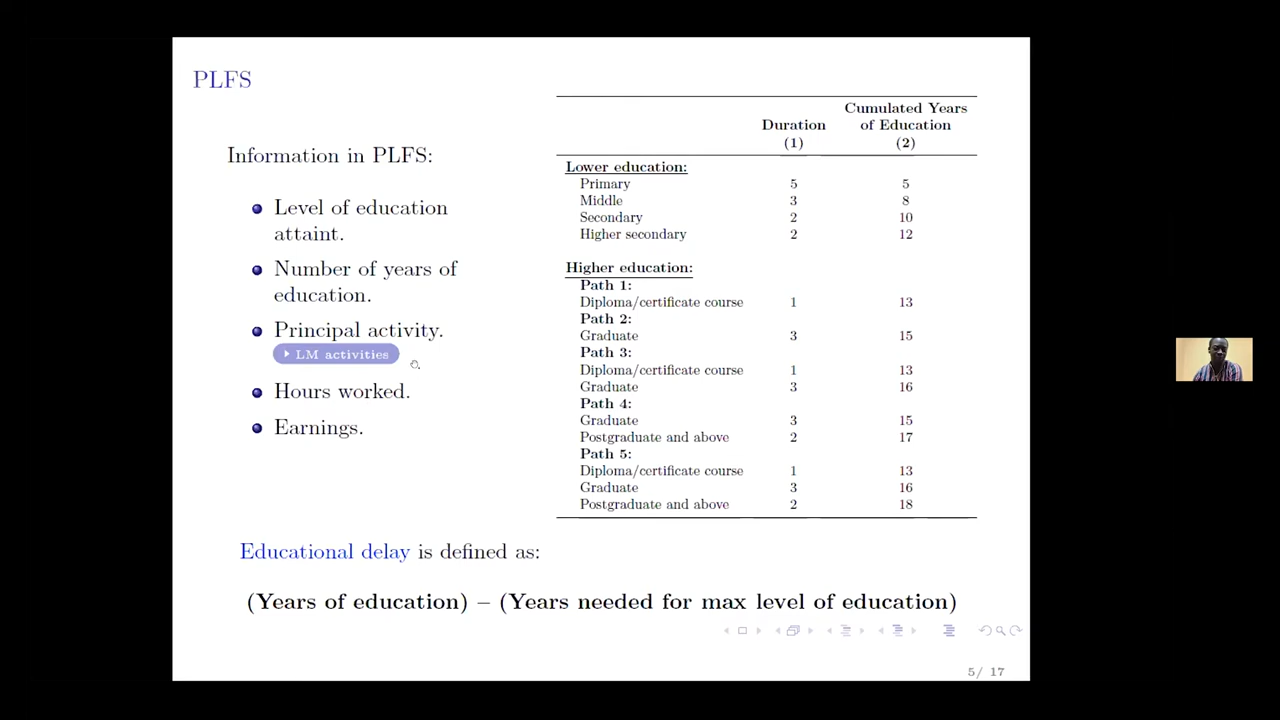 PLFS
Information in PLFS:
Level of education
attaint.
Number of years of
education.
Principal activity.
LM activities
Hours worked.
Earnings.
Duration
(1)
Cumulated Years
of Education
(2)
Lower education:
Primary 5 5
Middle 3 8
Secondary 2 10
Higher secondary 2 12
Higher education:
Path 1:
Diploma/certificate course 1 13
Path 2:
Graduate 3 15
Path 3:
Diploma/certificate course 1 13
Graduate 3 16
Path 4:
Graduate 3 15
Postgraduate and above 2 17
Path 5:
Diploma/certificate course 1 13
Graduate 3 16
Postgraduate and above 2 18
Educational delay is defined as:
(Years of education) – (Years needed for max level of education)
5/ 17